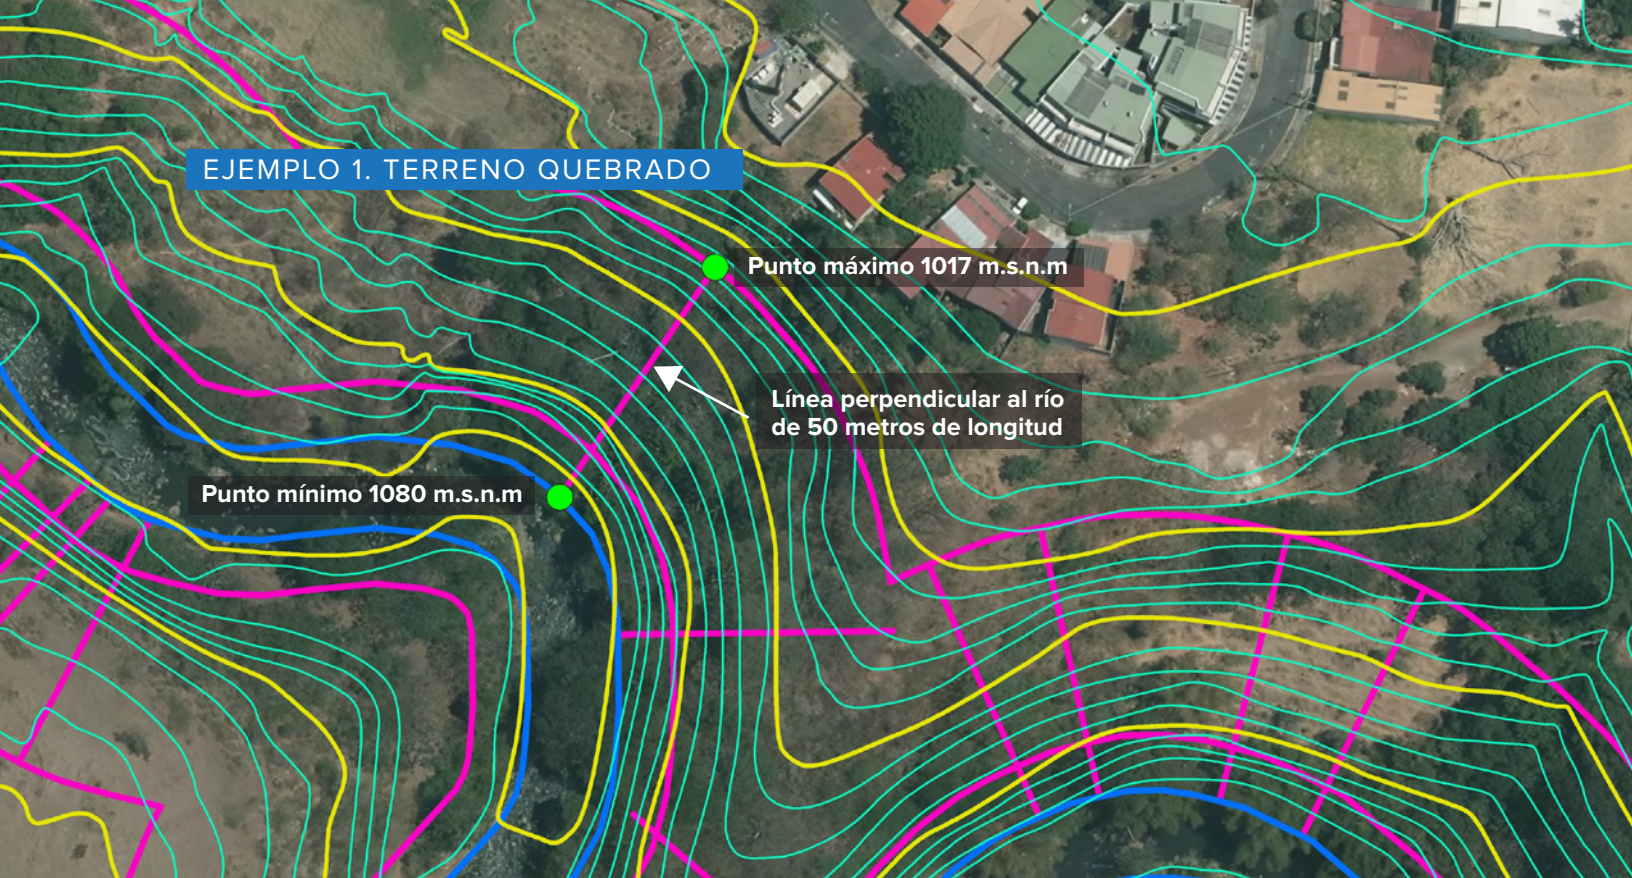 EJEMPLO 1. TERRENO QUEBRADO
Punto máximo 1017 m.s.n.m
Línea perpendicular al río
de 50 metros de longitud
Punto mínimo 1080 m.s.n.m